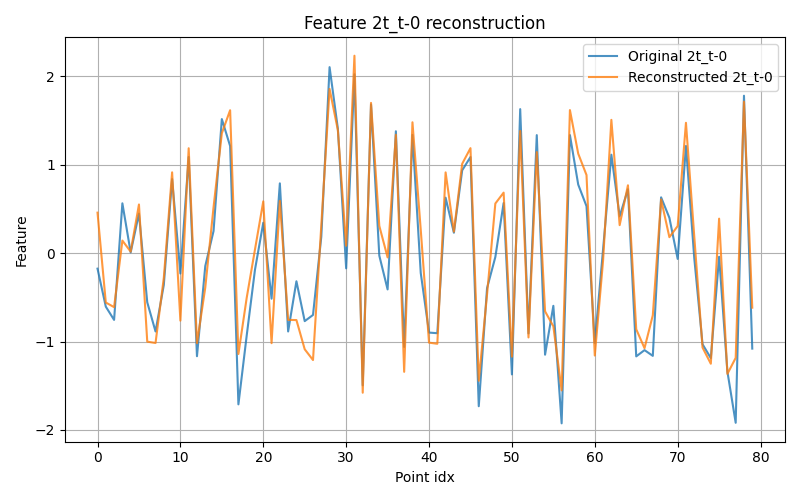 Feature 2t_t-0 reconstruction
Original 2t_t-0
Reconstructed 2t_t-0
Feature
2
1
0
−1
−2
0 10 20 30 40 50 60 70 80
Point idx